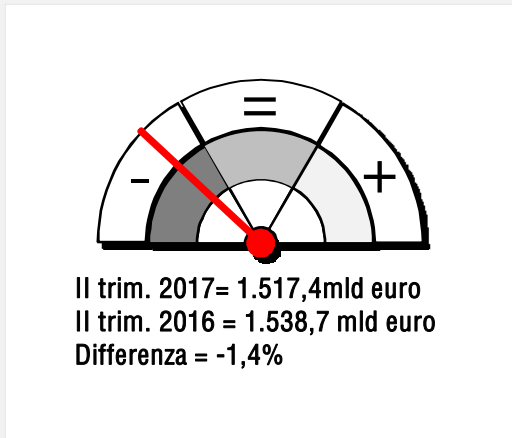 =
- +
II trim. 2017= 1.517,4mld euro
II trim. 2016 = 1.538,7 mld euro
Differenza = -1,4%